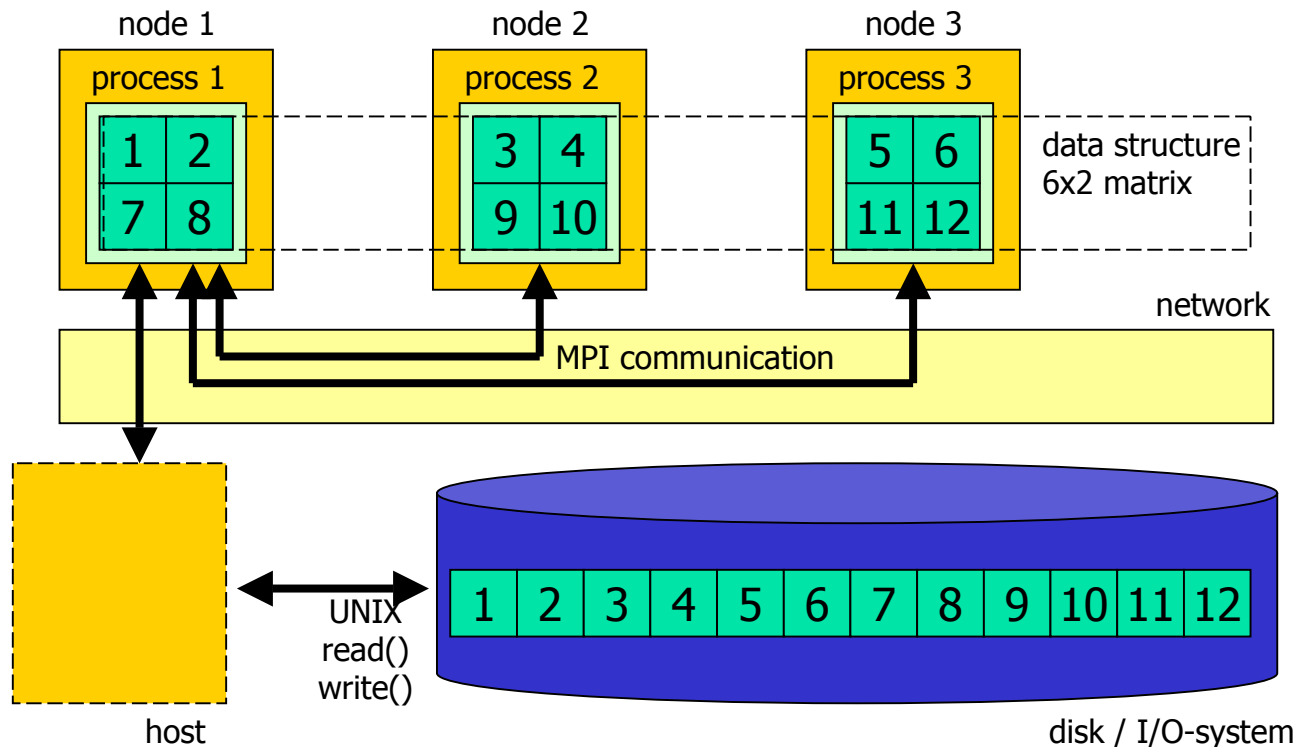 node 1
node 2
node 3
process 1
process 2
process 3
1 2
3 4
5 6
7 8
9 10
11 12
data structure
6x2 matrix
network
MPI communication
UNIX
read()
write()
1 2 3 4 5 6 7 8 9 10 11 12
host
disk / I/O-system